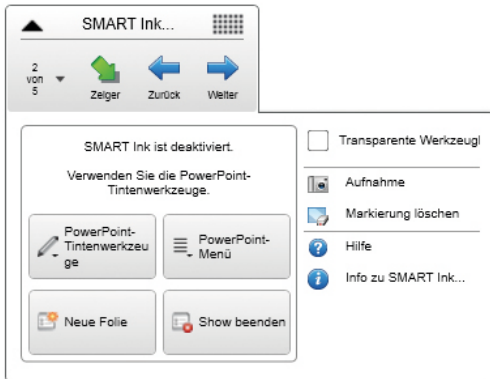 SMART Ink...
2
von
5
Zeiger
Zurück
Weiter
SMART Ink ist deaktiviert.
Verwenden Sie die PowerPoint-
Tintenwerkzeuge.
PowerPoint-
Tintenwerkzeu
ge
PowerPoint-
Menü
Neue Folie
Show beenden
Transparente Werkzeugl
Aufnahme
Markierung löschen
Hilfe
Info zu SMART Ink...